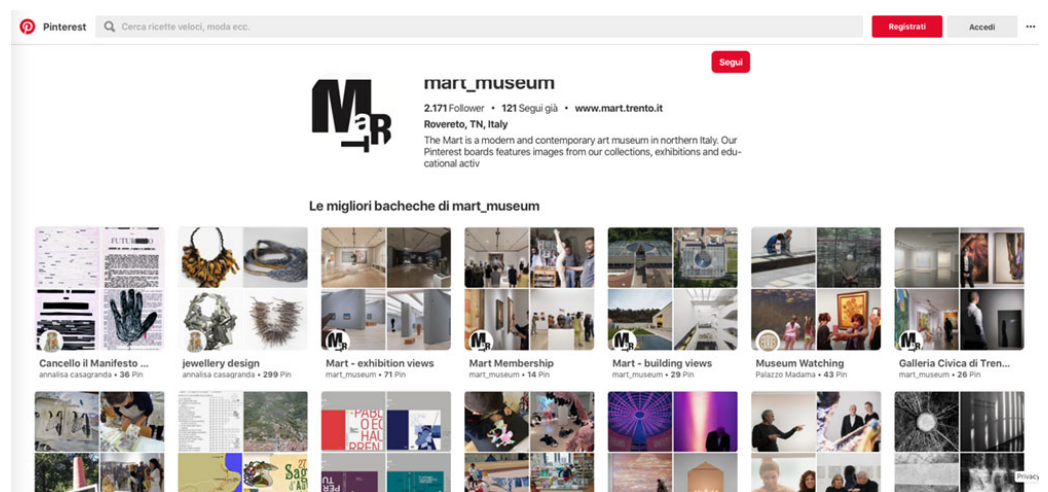 Pinterest
Cerca ricette veloci, moda ecc.
Registrati
Accedi
Segui
mart_museum
MaRT
2.171 Follower • 121 Segui già • www.mart.trento.it
Rovereto, TN, Italy
The Mart is a modern and contemporary art museum in northern Italy. Our
Pinterest boards features images from our collections, exhibitions and edu-
cational activ
Le migliori bacheche di mart_museum
Cancello il Manifesto ...
annalisa casagranda • 36 Pin
jewellery design
annalisa casagranda • 299 Pin
Mart - exhibition views
mart_museum • 71 Pin
Mart Membership
mart_museum • 14 Pin
Mart - building views
mart_museum • 29 Pin
Museum Watching
Palazzo Madama • 43 Pin
Galleria Civica di Tren...
mart_museum • 26 Pin
Privacy